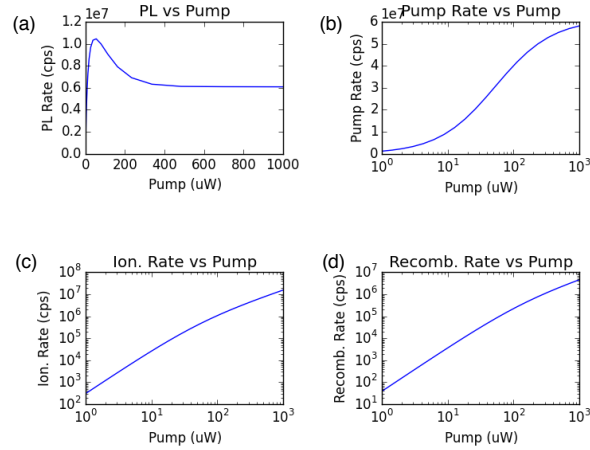 (a)
PL vs Pump
1e7
1.2
1.0
0.8
0.6
0.4
0.2
0.0
PL Rate (cps)
0 200 400 600 800 1000
Pump (uW)
(b)
Pump Rate vs Pump
1e7
6
5
4
3
2
1
0
Pump Rate (cps)
10^0 10^1 10^2 10^3
Pump (uW)
(c)
Ion. Rate vs Pump
10^8
10^7
10^6
10^5
10^4
10^3
10^2
Ion. Rate (cps)
10^0 10^1 10^2 10^3
Pump (uW)
(d)
Recomb. Rate vs Pump
10^7
10^6
10^5
10^4
10^3
10^2
10^1
Recomb. Rate (cps)
10^0 10^1 10^2 10^3
Pump (uW)